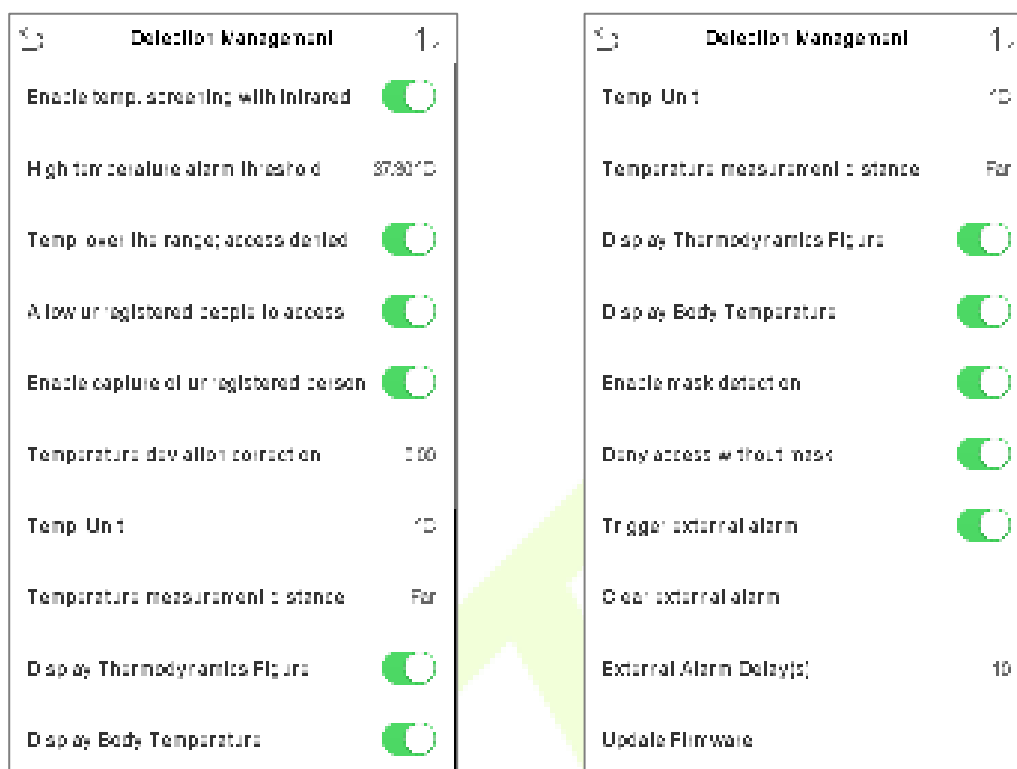 Detection Management
Enable temp. screening with infrared
High temperature alarm threshold
Temp. over the range; access denied
Allow unregistered people to access
Enable capture of unregistered person
Temperature deviation correction 0.00
Temp. Unit °C
Temperature measurement distance Far
Display Thermodynamics Figure
Display Body Temperature
Detection Management
Temp. Unit °C
Temperature measurement distance Far
Display Thermodynamics Figure
Display Body Temperature
Enable mask detection
Deny access without mask
Trigger external alarm
Clear external alarm
External Alarm Delay(s) 10
Update Firmware